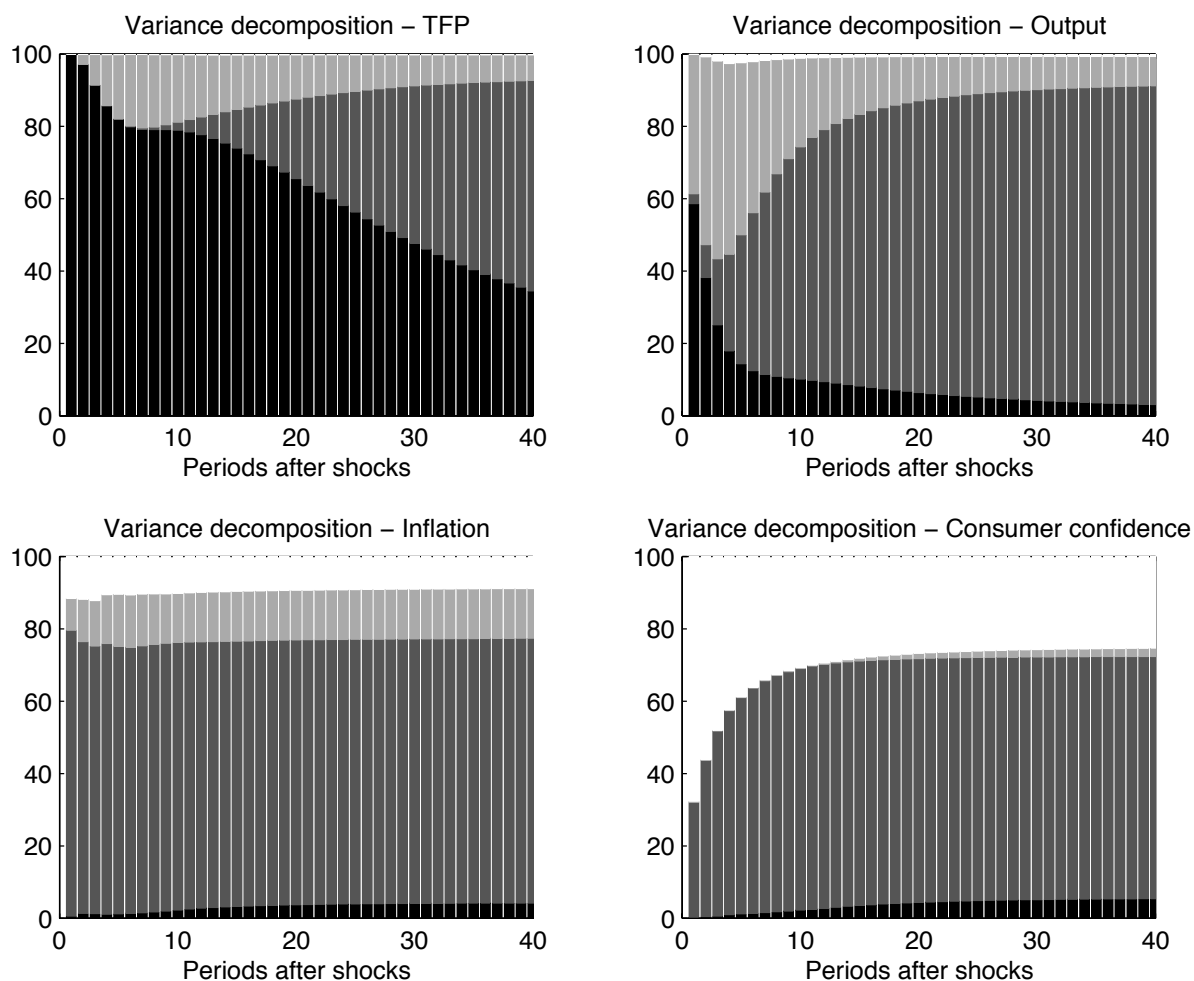 Variance decomposition – TFP
100
80
60
40
20
0
0 10 20 30 40
Periods after shocks
Variance decomposition – Output
100
80
60
40
20
0
0 10 20 30 40
Periods after shocks
Variance decomposition – Inflation
100
80
60
40
20
0
0 10 20 30 40
Periods after shocks
Variance decomposition – Consumer confidence
100
80
60
40
20
0
0 10 20 30 40
Periods after shocks